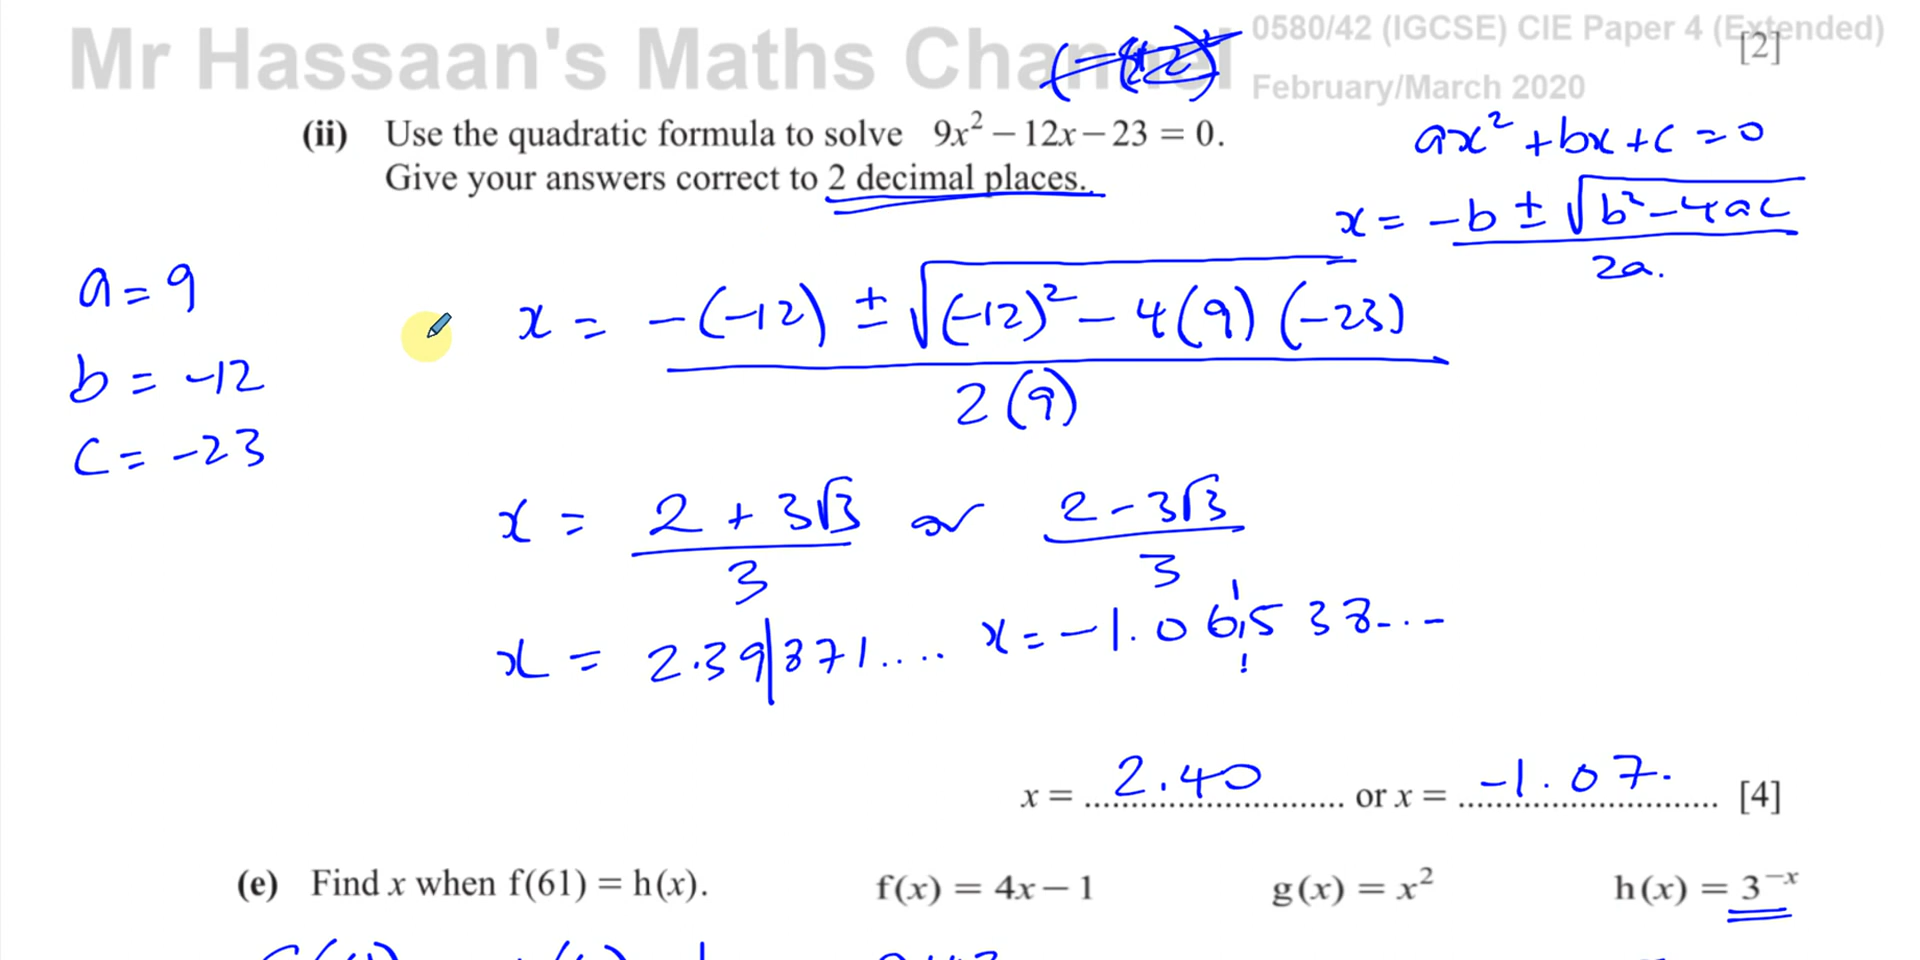 Mr Hassaan's Maths Channel
0580/42 (IGCSE) CIE Paper 4 (Extended)
February/March 2020
[2]
(ii) Use the quadratic formula to solve 9x² − 12x − 23 = 0.
Give your answers correct to 2 decimal places.
ax² + bx + c = 0
x = −b ± √b² − 4ac
2a.
a = 9
b = −12
c = −23
x = −(−12) ± √(−12)² − 4(9)(−23)
2(9)
x = 2 + 3√3 or 2 − 3√3
3 3
x = 2.39|871.... x = −1.06538...
x = 2.40 or x = −1.07. [4]
(e) Find x when f(61) = h(x). f(x) = 4x − 1 g(x) = x² h(x) = 3⁻ˣ